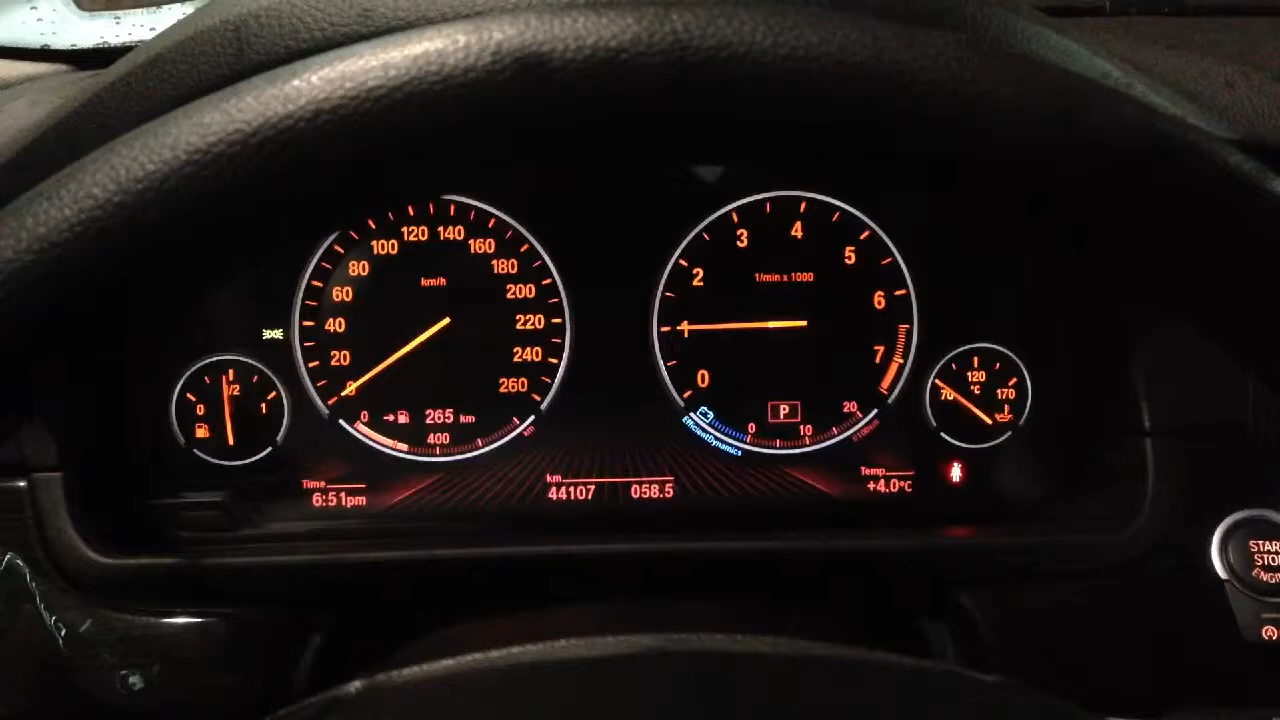 km/h
0
20
40
60
80
100
120
140
160
180
200
220
240
260
0
265 km
400
km
1/min x 1000
0
1
2
3
4
5
6
7
P
0
10
20
EfficientDynamics
0
1/2
1
70
120
°C
170
Time
6:51pm
km
44107 058.5
Temp
+4.0°C
START
STOP
ENGINE
A